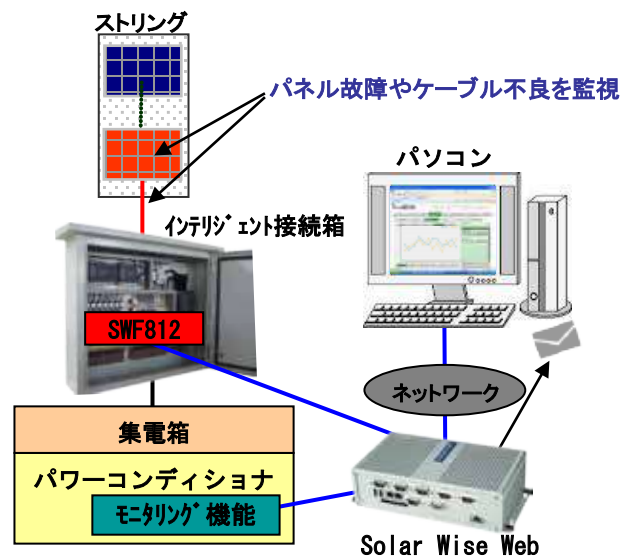 ストリング
パネル故障やケーブル不良を監視
パソコン
インテリジェント接続箱
SWF812
ネットワーク
集電箱
パワーコンディショナ
モニタリング機能
Solar Wise Web